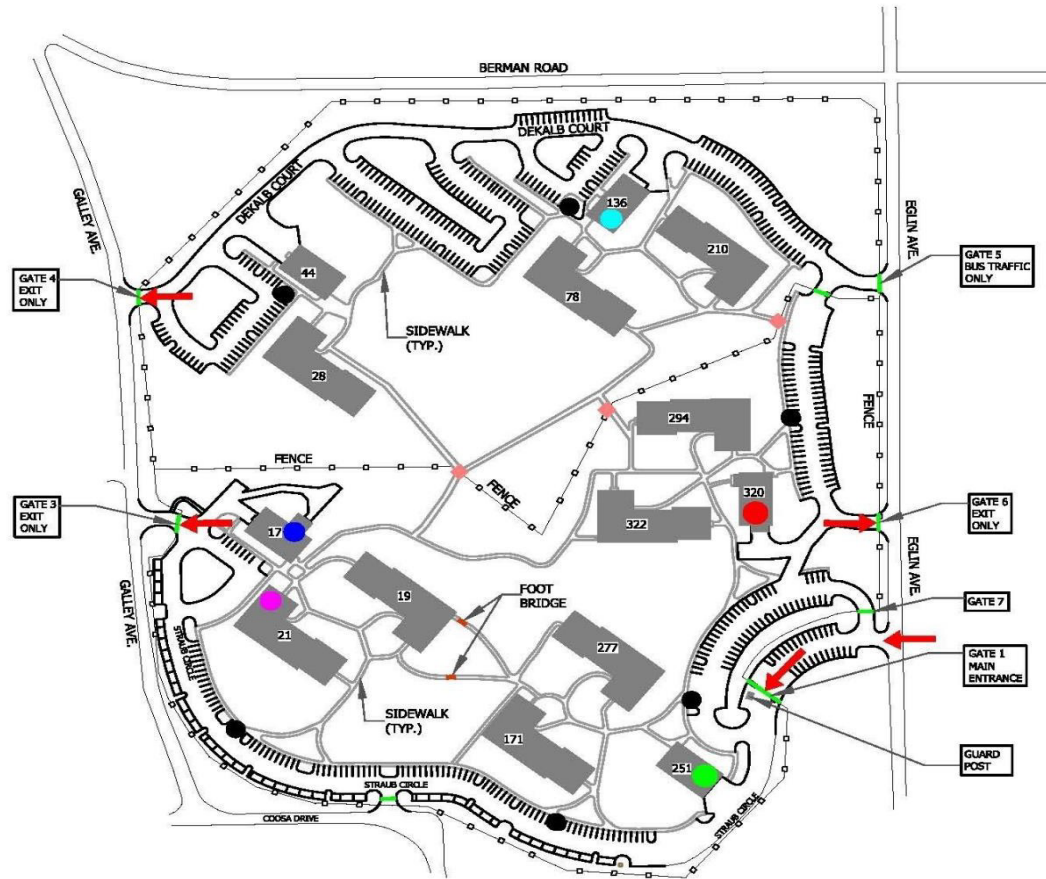 BERMAN ROAD
DEKALB COURT
DEKALB COURT
GALLEY AVE.
EGLIN AVE.
136
210
44
78
28
GATE 4
EXIT
ONLY
GATE 5
BUS TRAFFIC
ONLY
SIDEWALK
(TYP.)
294
FENCE
FENCE
FENCE
320
322
GATE 3
EXIT
ONLY
GATE 6
EXIT
ONLY
17
19
21
FOOT
BRIDGE
277
GALLEY AVE.
EGLIN AVE.
STRAUB CIRCLE
GATE 7
GATE 1
MAIN
ENTRANCE
SIDEWALK
(TYP.)
171
251
GUARD
POST
STRAUB CIRCLE
STRAUB CIRCLE
COOSA DRIVE